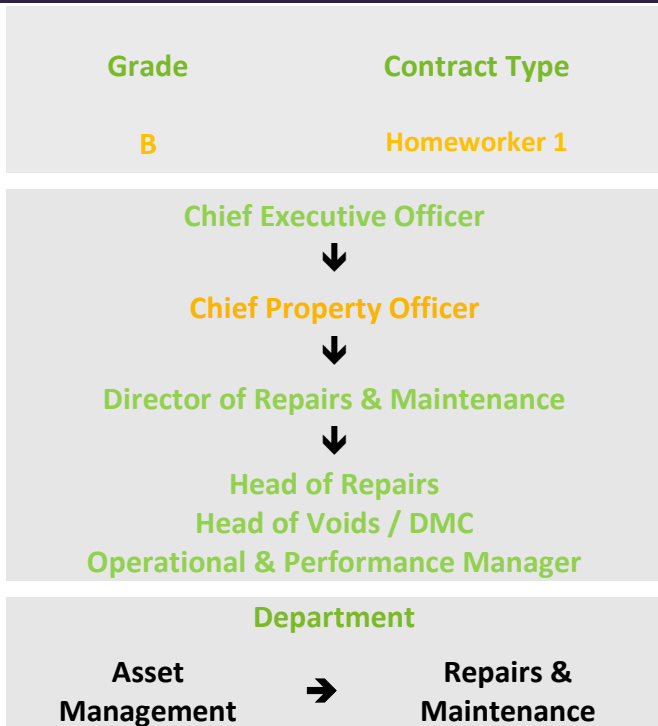 Grade Contract Type
B Homeworker 1
Chief Executive Officer
Chief Property Officer
Director of Repairs & Maintenance
Head of Repairs
Head of Voids / DMC
Operational & Performance Manager
Department
Asset Repairs &
Management Maintenance